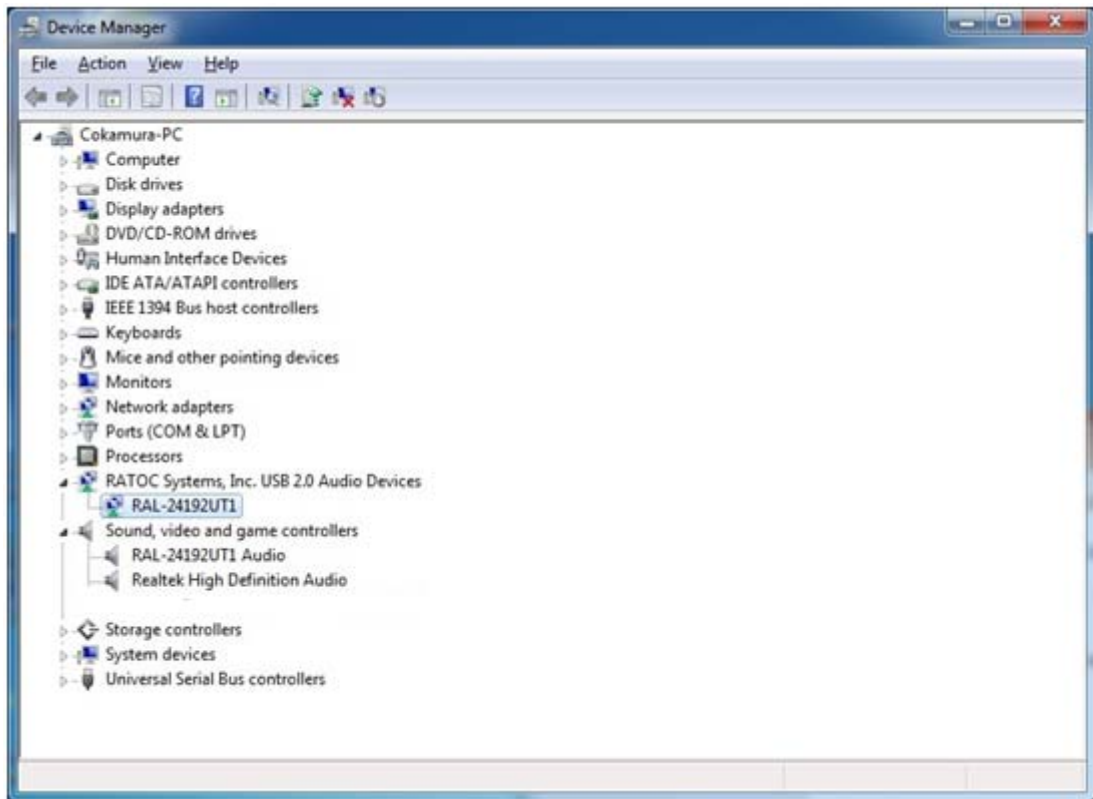 Device Manager
File Action View Help
Cokamura-PC
Computer
Disk drives
Display adapters
DVD/CD-ROM drives
Human Interface Devices
IDE ATA/ATAPI controllers
IEEE 1394 Bus host controllers
Keyboards
Mice and other pointing devices
Monitors
Network adapters
Ports (COM & LPT)
Processors
RATOC Systems, Inc. USB 2.0 Audio Devices
RAL-24192UT1
Sound, video and game controllers
RAL-24192UT1 Audio
Realtek High Definition Audio
Storage controllers
System devices
Universal Serial Bus controllers